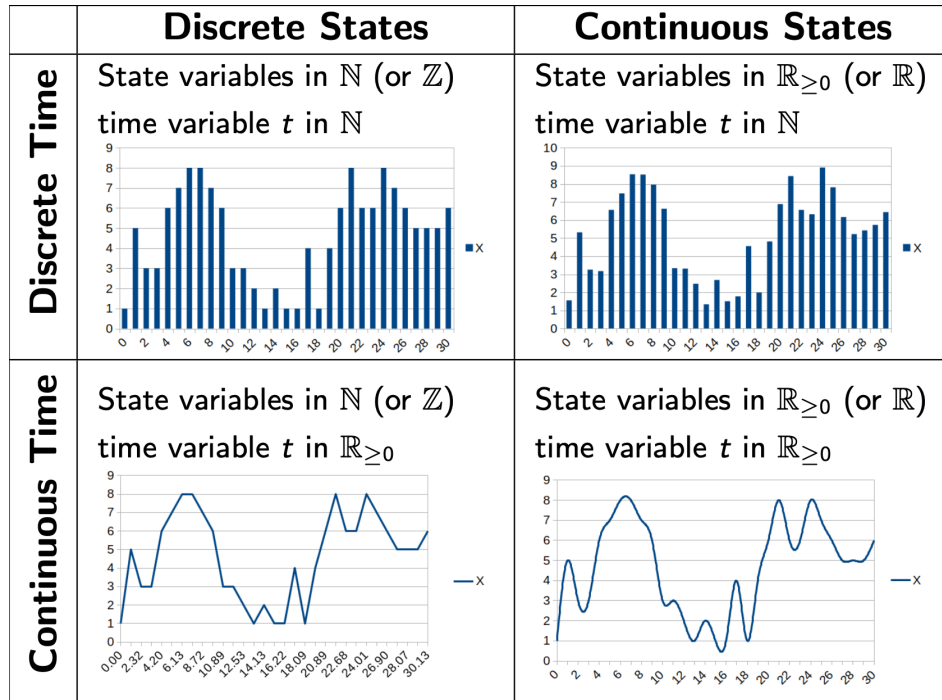 Discrete States
Continuous States
Discrete Time
State variables in ℕ (or ℤ)
time variable t in ℕ
9
8
7
6
5
4
3
2
1
0
0 2 4 6 8 10 12 14 16 18 20 22 24 26 28 30
X
State variables in ℝ≥0 (or ℝ)
time variable t in ℕ
10
9
8
7
6
5
4
3
2
1
0
0 2 4 6 8 10 12 14 16 18 20 22 24 26 28 30
X
Continuous Time
State variables in ℕ (or ℤ)
time variable t in ℝ≥0
9
8
7
6
5
4
3
2
1
0
0.00 2.32 4.20 6.13 8.72 10.89 12.53 14.13 16.22 18.09 20.89 22.68 24.01 26.90 28.07 30.13
X
State variables in ℝ≥0 (or ℝ)
time variable t in ℝ≥0
9
8
7
6
5
4
3
2
1
0
0 2 4 6 8 10 12 14 16 18 20 22 24 26 28 30
X